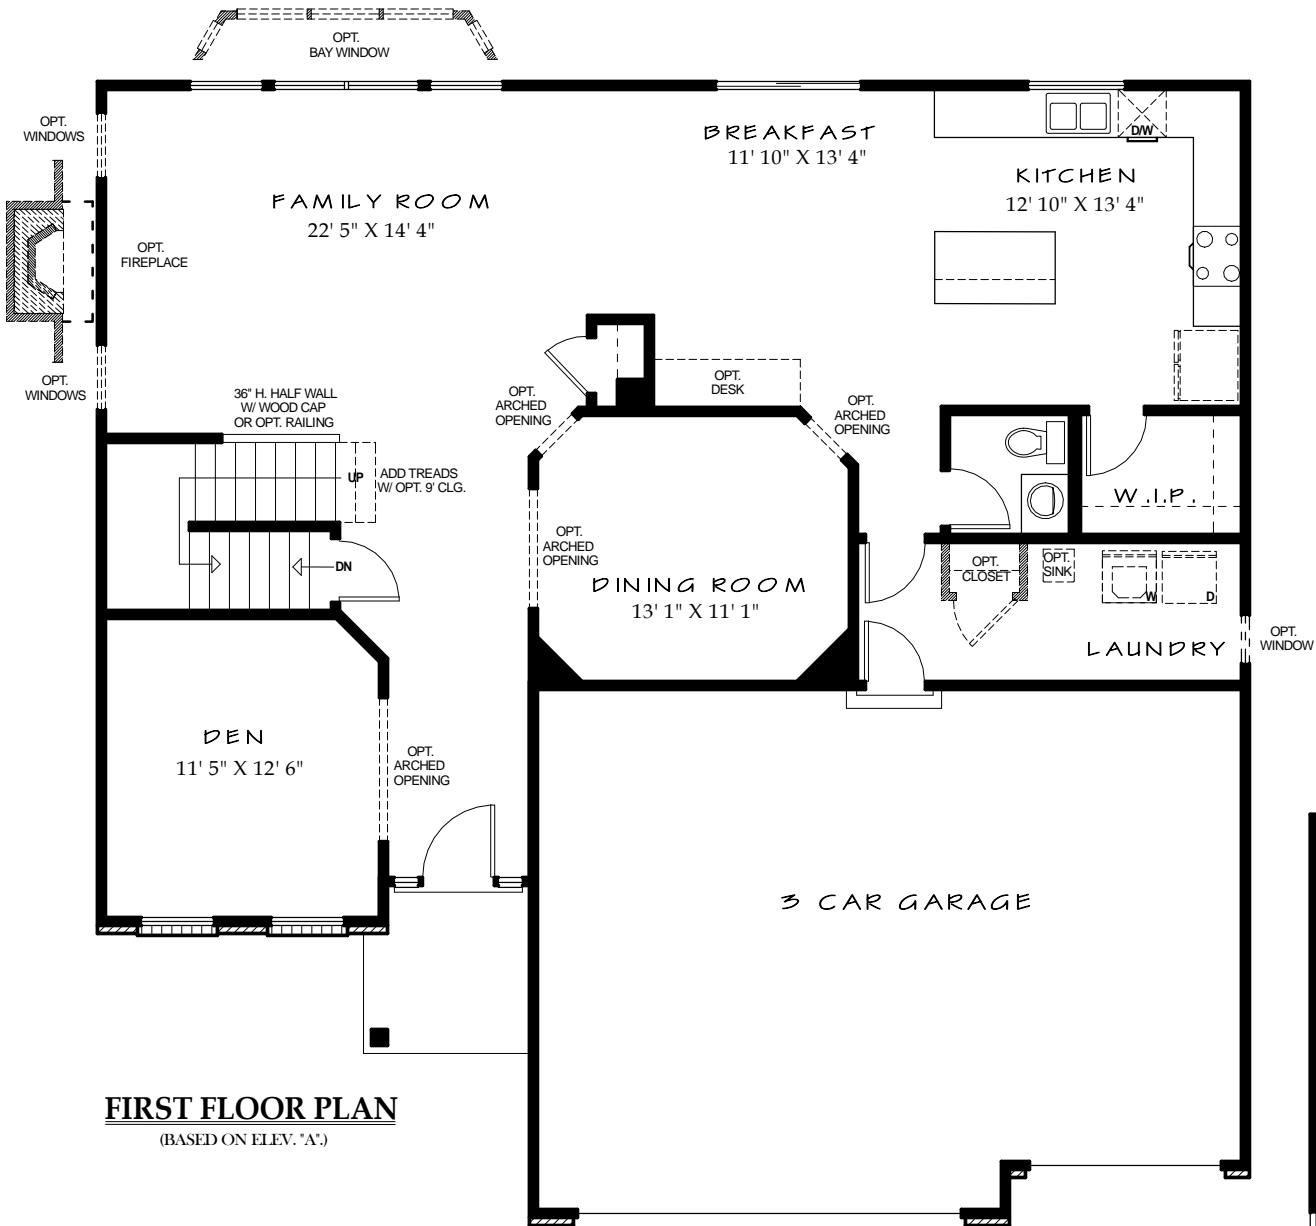 OPT.
BAY WINDOW
OPT.
WINDOWS
BREAKFAST
11' 10" X 13' 4"
D/W
KITCHEN
12' 10" X 13' 4"
FAMILY ROOM
22' 5" X 14' 4"
OPT.
FIREPLACE
OPT.
WINDOWS
36" H. HALF WALL
W/ WOOD CAP
OR OPT. RAILING
OPT.
ARCHED
OPENING
OPT.
DESK
OPT.
ARCHED
OPENING
UP
ADD TREADS
W/ OPT. 9' CLG.
W.I.P.
OPT.
ARCHED
OPENING
DN
OPT.
CLOSET
OPT.
SINK
W
D
DINING ROOM
13' 1" X 11' 1"
LAUNDRY
OPT.
WINDOW
DEN
11' 5" X 12' 6"
OPT.
ARCHED
OPENING
3 CAR GARAGE
FIRST FLOOR PLAN
(BASED ON ELEV. "A".)